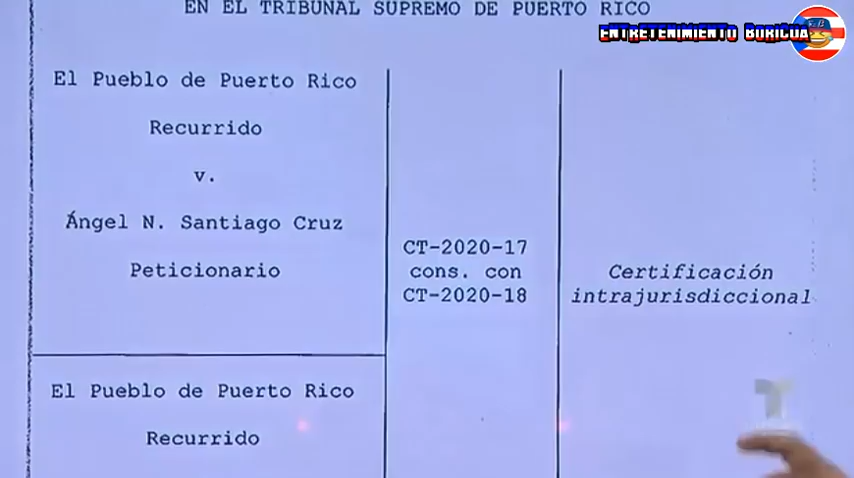 EN EL TRIBUNAL SUPREMO DE PUERTO RICO
ENTRETENIMIENTO BORICUA
E.B
El Pueblo de Puerto Rico
Recurrido
v.
Ángel N. Santiago Cruz
Peticionario
CT-2020-17
cons. con
CT-2020-18
Certificación
intrajurisdiccional
El Pueblo de Puerto Rico
Recurrido